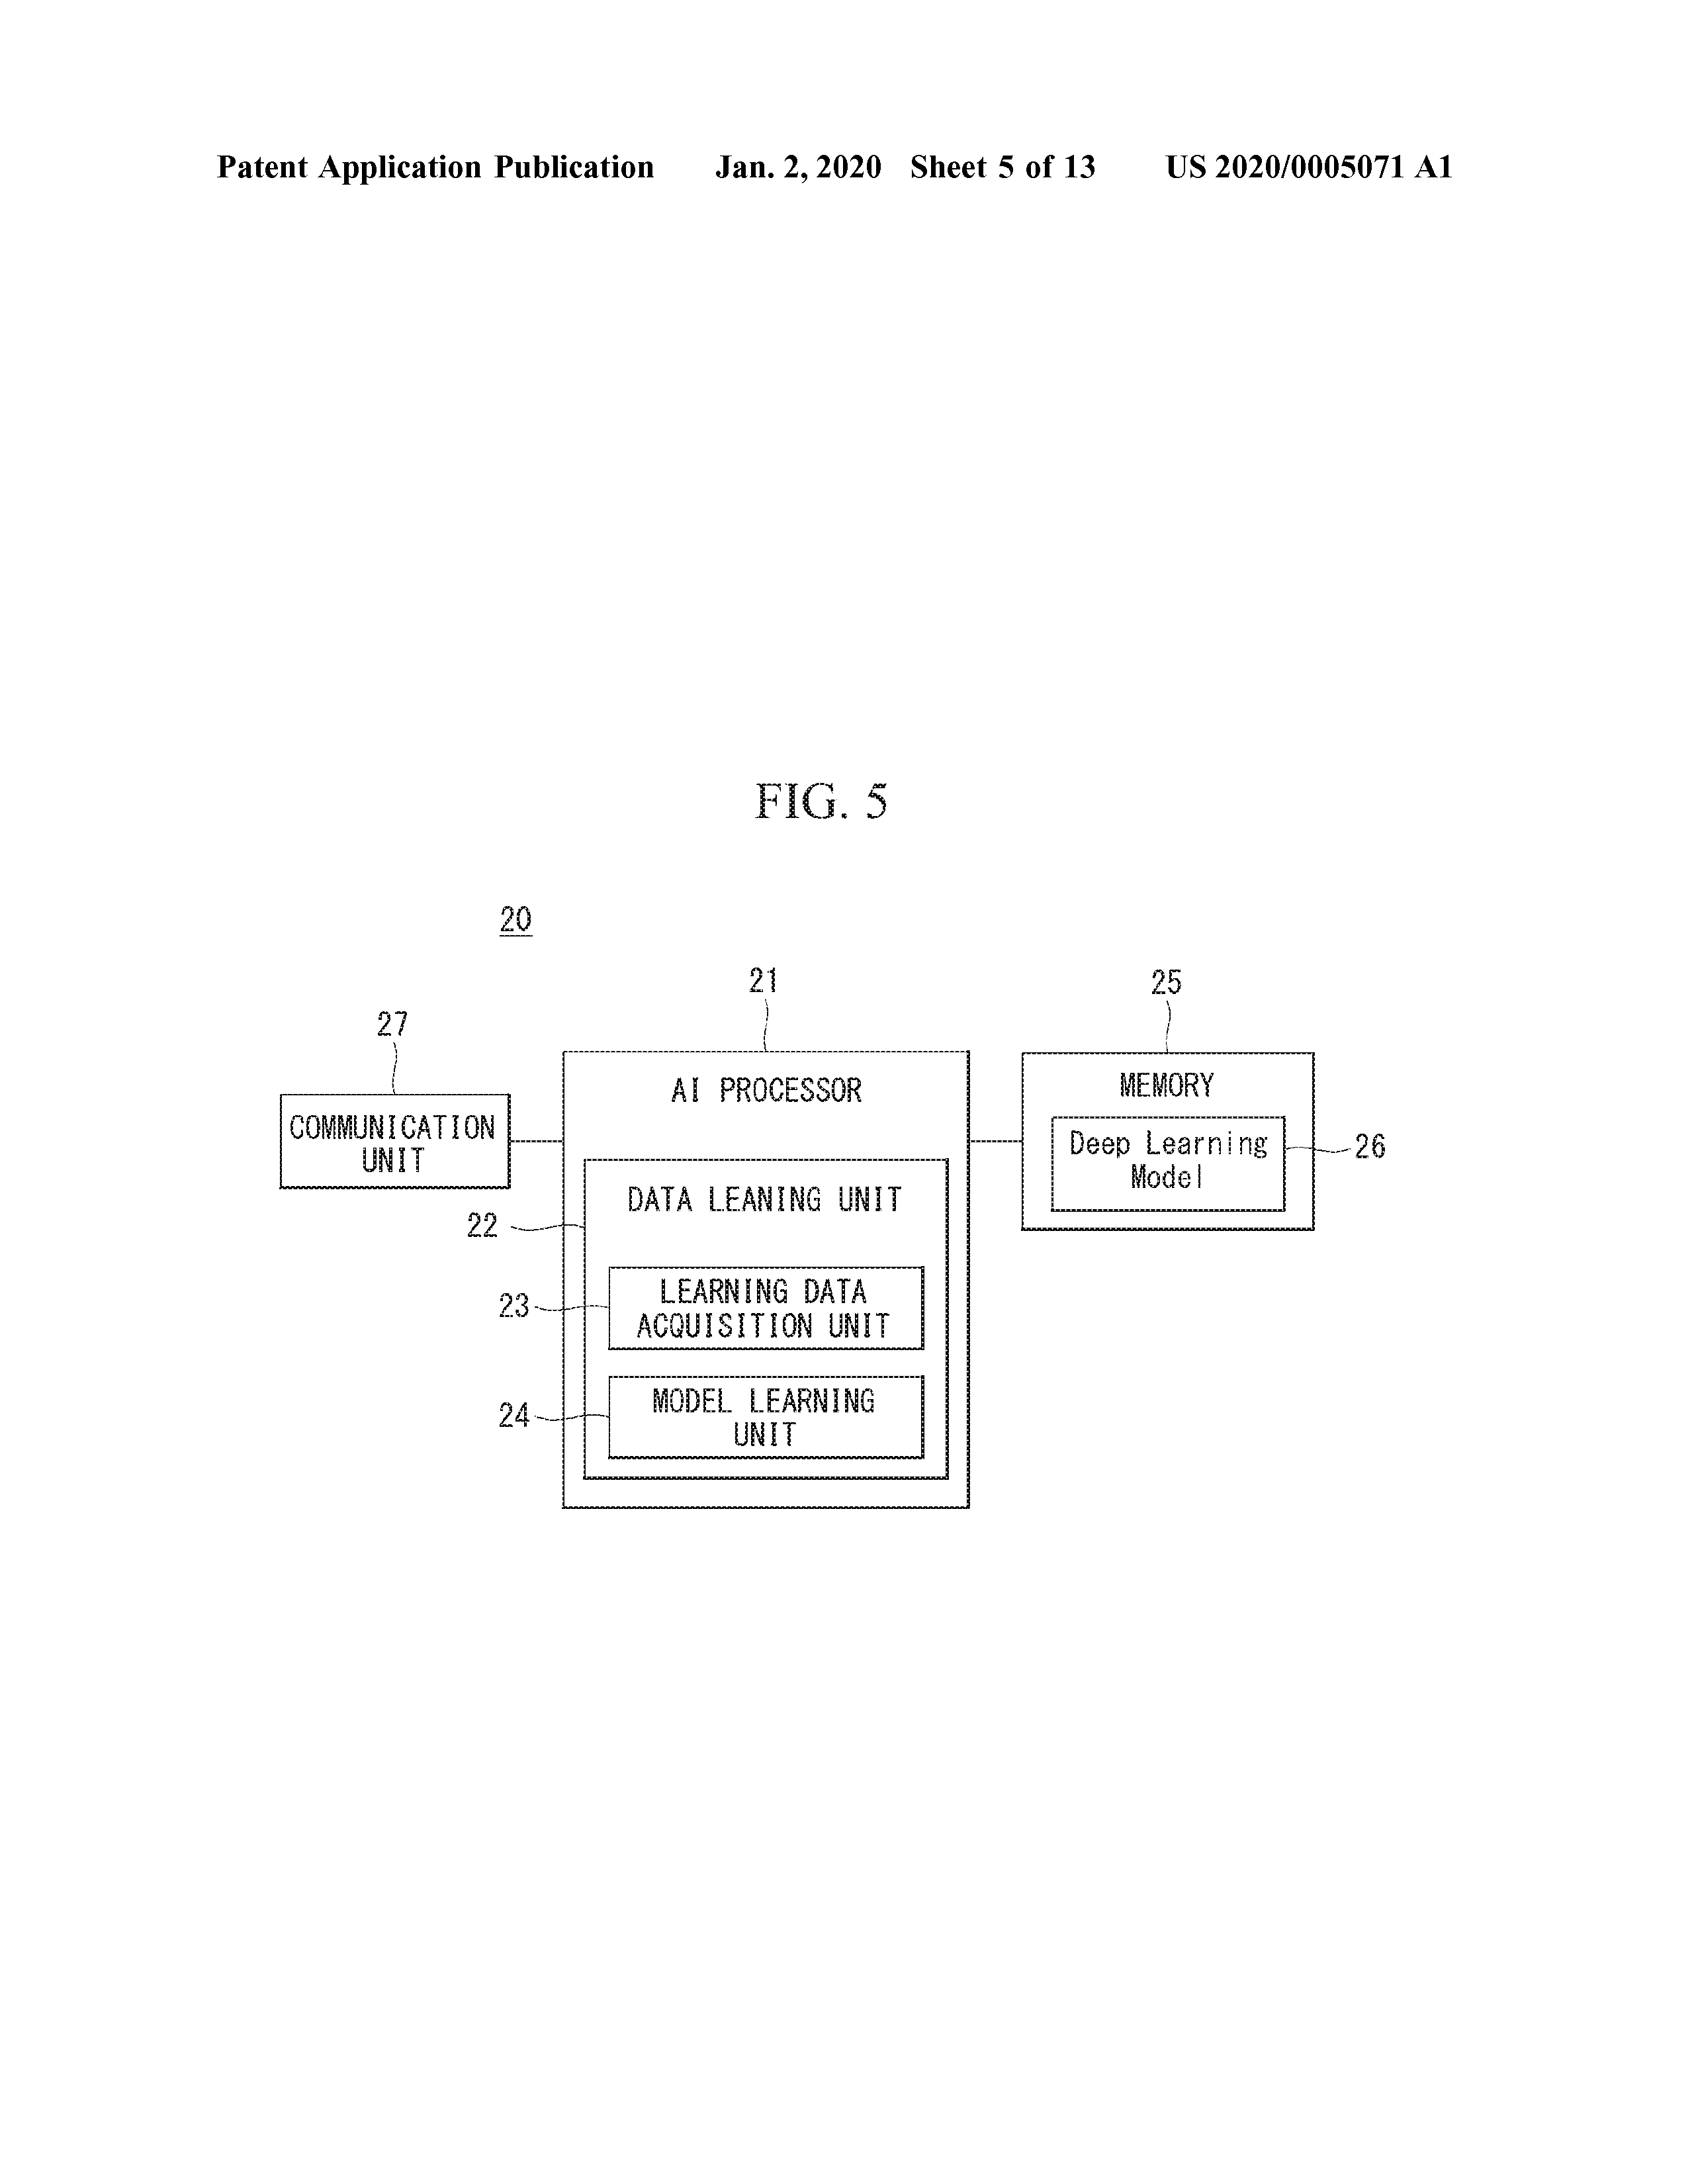 Patent Application Publication Jan. 2, 2020 Sheet 5 of 13 US 2020/0005071 A1
FIG. 5
20
21
25
27
AI PROCESSOR
MEMORY
COMMUNICATION
UNIT
Deep Learning
Model
26
DATA LEANING UNIT
22
LEARNING DATA
ACQUISITION UNIT
23
MODEL LEARNING
UNIT
24